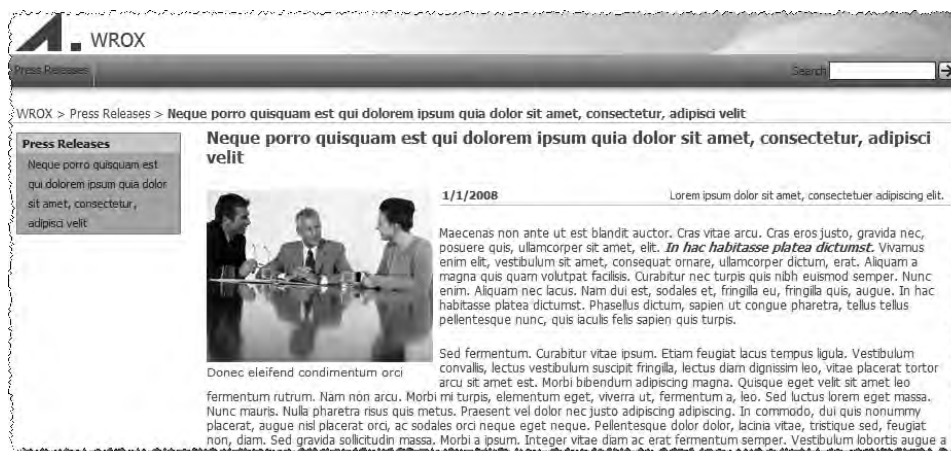 WROX
Press Releases
Search
WROX > Press Releases > Neque porro quisquam est qui dolorem ipsum quia dolor sit amet, consectetur, adipisci velit
Press Releases
Neque porro quisquam est
qui dolorem ipsum quia dolor
sit amet, consectetur,
adipisci velit
Neque porro quisquam est qui dolorem ipsum quia dolor sit amet, consectetur, adipisci
velit
1/1/2008
Lorem ipsum dolor sit amet, consectetuer adipiscing elit.
Maecenas non ante ut est blandit auctor. Cras vitae arcu. Cras eros justo, gravida nec,
posuere quis, ullamcorper sit amet, elit. In hac habitasse platea dictumst. Vivamus
enim elit, vestibulum sit amet, consequat ornare, ullamcorper dictum, erat. Aliquam a
magna quis quam volutpat facilisis. Curabitur nec turpis quis nibh euismod semper. Nunc
enim. Aliquam nec lacus. Nam dui est, sodales et, fringilla eu, fringilla quis, augue. In hac
habitasse platea dictumst. Phasellus dictum, sapien ut congue pharetra, tellus tellus
pellentesque nunc, quis iaculis felis sapien quis turpis.
Sed fermentum. Curabitur vitae ipsum. Etiam feugiat lacus tempus ligula. Vestibulum
convallis, lectus vestibulum suscipit fringilla, lectus diam dignissim leo, vitae placerat tortor
arcu sit amet est. Morbi bibendum adipiscing magna. Quisque eget velit sit amet leo
Donec eleifend condimentum orci
fermentum rutrum. Nam non arcu. Morbi mi turpis, elementum eget, viverra ut, fermentum a, leo. Sed luctus lorem eget massa.
Nunc mauris. Nulla pharetra risus quis metus. Praesent vel dolor nec justo adipiscing adipiscing. In commodo, dui quis nonummy
placerat, augue nisl placerat orci, ac sodales orci neque eget neque. Pellentesque dolor dolor, lacinia vitae, tristique sed, feugiat
non, diam. Sed gravida sollicitudin massa. Morbi a ipsum. Integer vitae diam ac erat fermentum semper. Vestibulum lobortis augue a